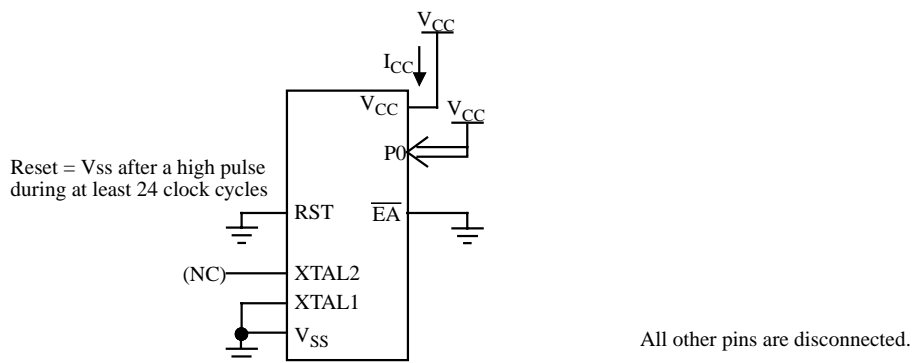 VCC
ICC
VCC
VCC
P0
Reset = Vss after a high pulse
during at least 24 clock cycles
RST
EA
(NC)
XTAL2
XTAL1
VSS
All other pins are disconnected.